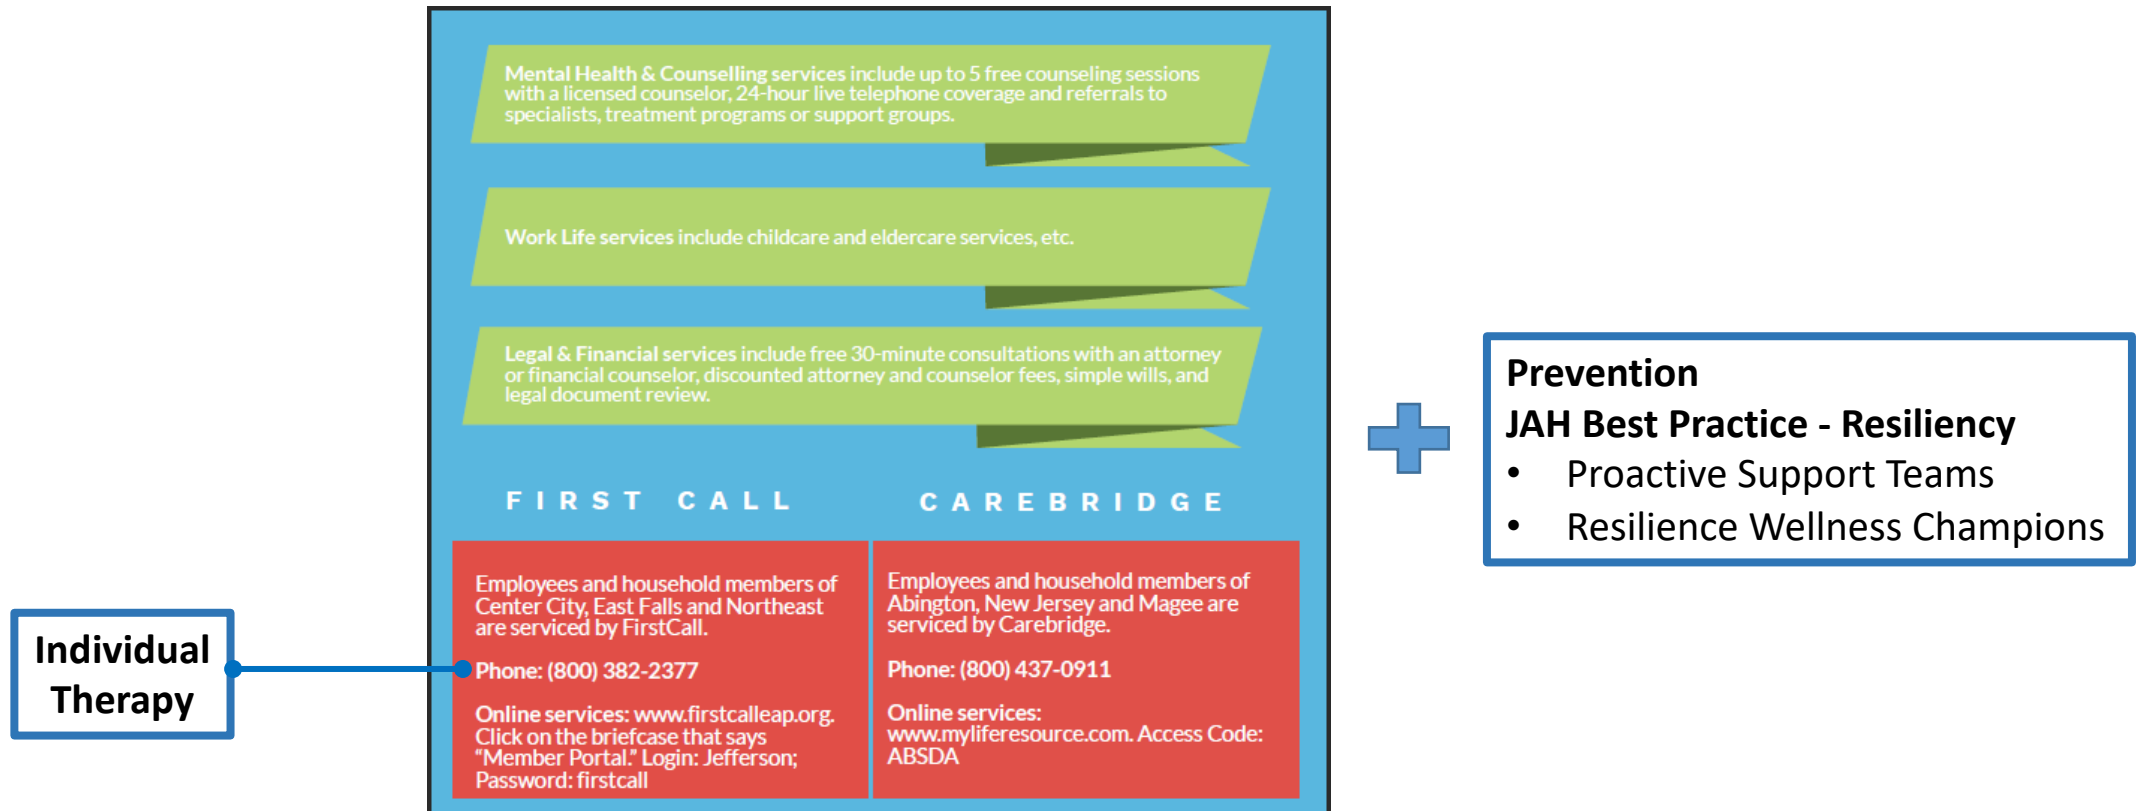 Mental Health & Counselling services include up to 5 free counseling sessions
with a licensed counselor, 24-hour live telephone coverage and referrals to
specialists, treatment programs or support groups.
Work Life services include childcare and eldercare services, etc.
Legal & Financial services include free 30-minute consultations with an attorney
or financial counselor, discounted attorney and counselor fees, simple wills, and
legal document review.
FIRST CALL
Employees and household members of
Center City, East Falls and Northeast
are serviced by FirstCall.
Phone: (800) 382-2377
Online services: www.firstcalleap.org.
Click on the briefcase that says
“Member Portal.” Login: Jefferson;
Password: firstcall
CAREBRIDGE
Employees and household members of
Abington, New Jersey and Magee are
serviced by Carebridge.
Phone: (800) 437-0911
Online services:
www.myliferesource.com. Access Code:
ABSDA
Individual
Therapy
Prevention
JAH Best Practice - Resiliency
• Proactive Support Teams
• Resilience Wellness Champions